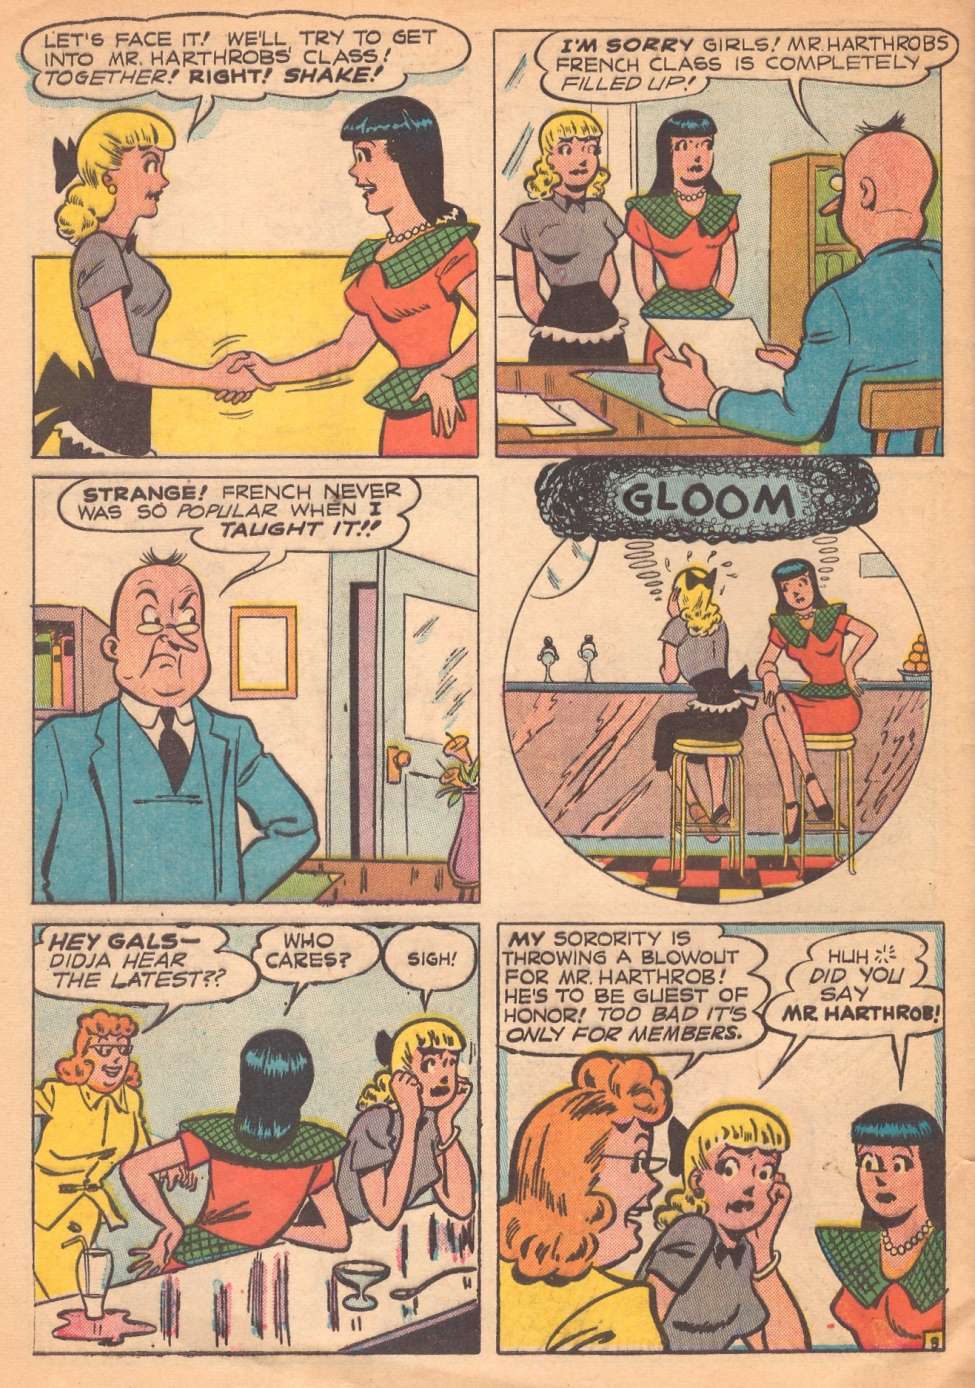 LET'S FACE IT! WE'LL TRY TO GET
INTO MR. HARTHROBS' CLASS!
TOGETHER! RIGHT! SHAKE!
I'M SORRY GIRLS! MR. HARTHROBS
FRENCH CLASS IS COMPLETELY
FILLED UP!
STRANGE! FRENCH NEVER
WAS SO POPULAR WHEN I
TAUGHT IT!!
GLOOM
HEY GALS—
DIDJA HEAR
THE LATEST??
WHO
CARES?
SIGH!
MY SORORITY IS
THROWING A BLOWOUT
FOR MR. HARTHROB!
HE'S TO BE GUEST OF
HONOR! TOO BAD IT'S
ONLY FOR MEMBERS.
HUH
DID YOU
SAY
MR HARTHROB!
9